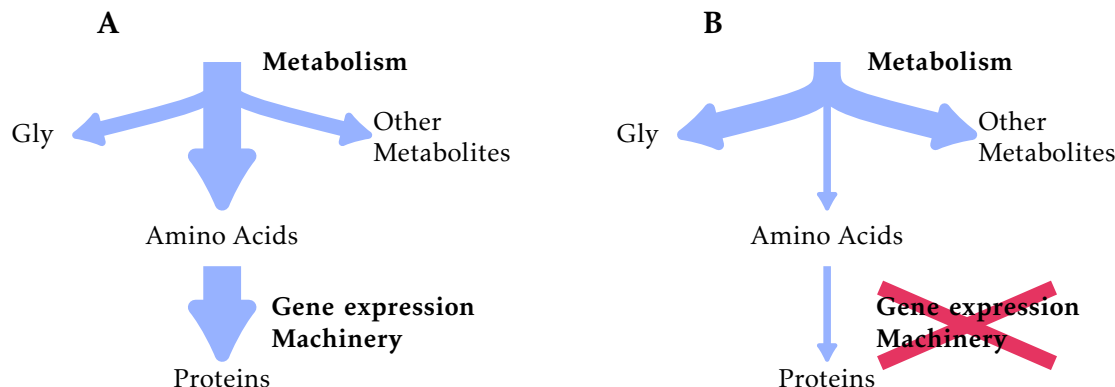 A
Metabolism
Gly
Other
Metabolites
Amino Acids
Gene expression
Machinery
Proteins
B
Metabolism
Gly
Other
Metabolites
Amino Acids
Gene expression
Machinery
Proteins